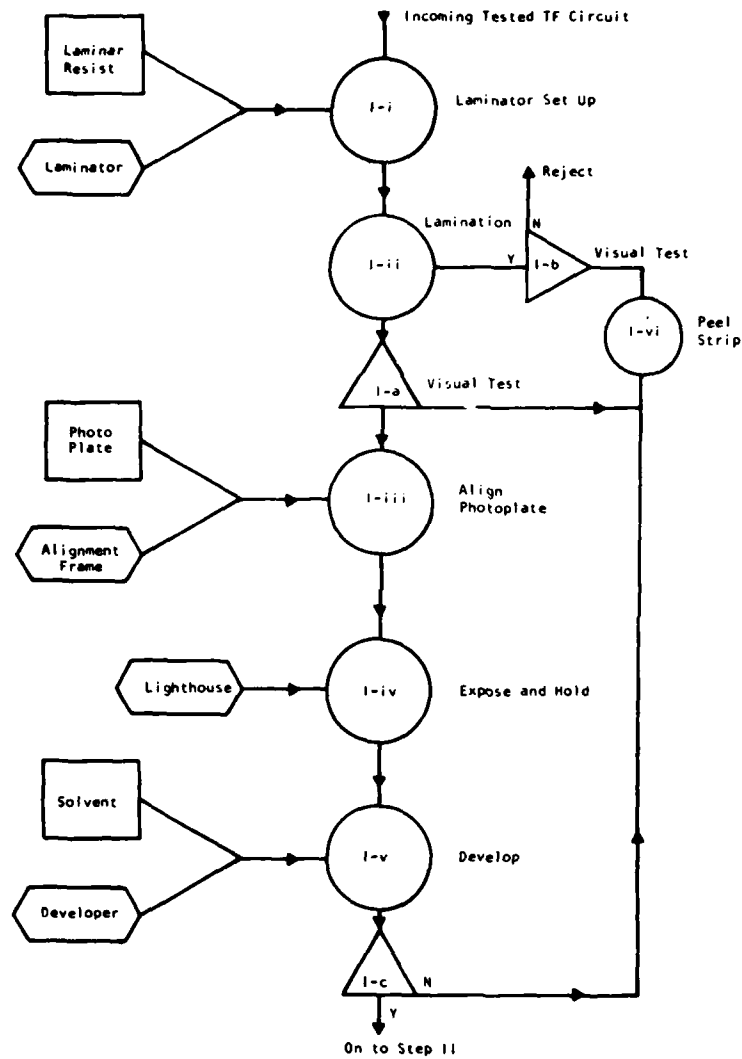 Incoming Tested TF Circuit
Laminar
Resist
I-i
Laminator Set Up
Laminator
Reject
Lamination
N
I-ii
Y
I-b
Visual Test
I-vi
Peel
Strip
I-a
Visual Test
Photo
Plate
I-iii
Align
Photoplate
Alignment
Frame
Lighthouse
I-iv
Expose and Hold
Solvent
I-v
Develop
Developer
I-c
N
Y
On to Step II